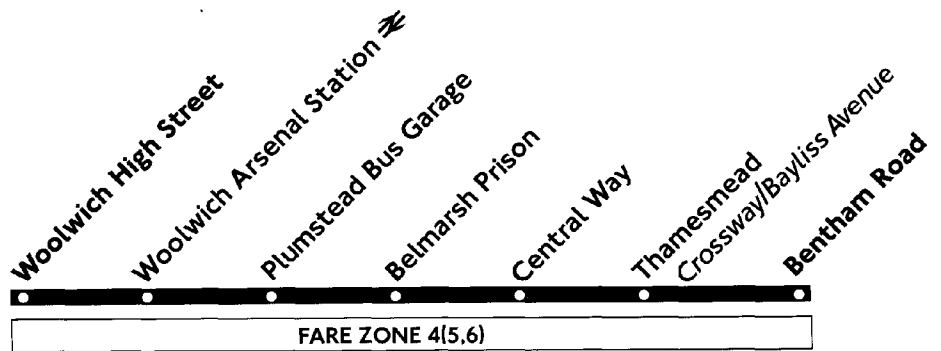 Woolwich High Street
Woolwich Arsenal Station
Plumstead Bus Garage
Belmarsh Prison
Central Way
Thamesmead
Crossway/Bayliss Avenue
Bentham Road
FARE ZONE 4(5,6)